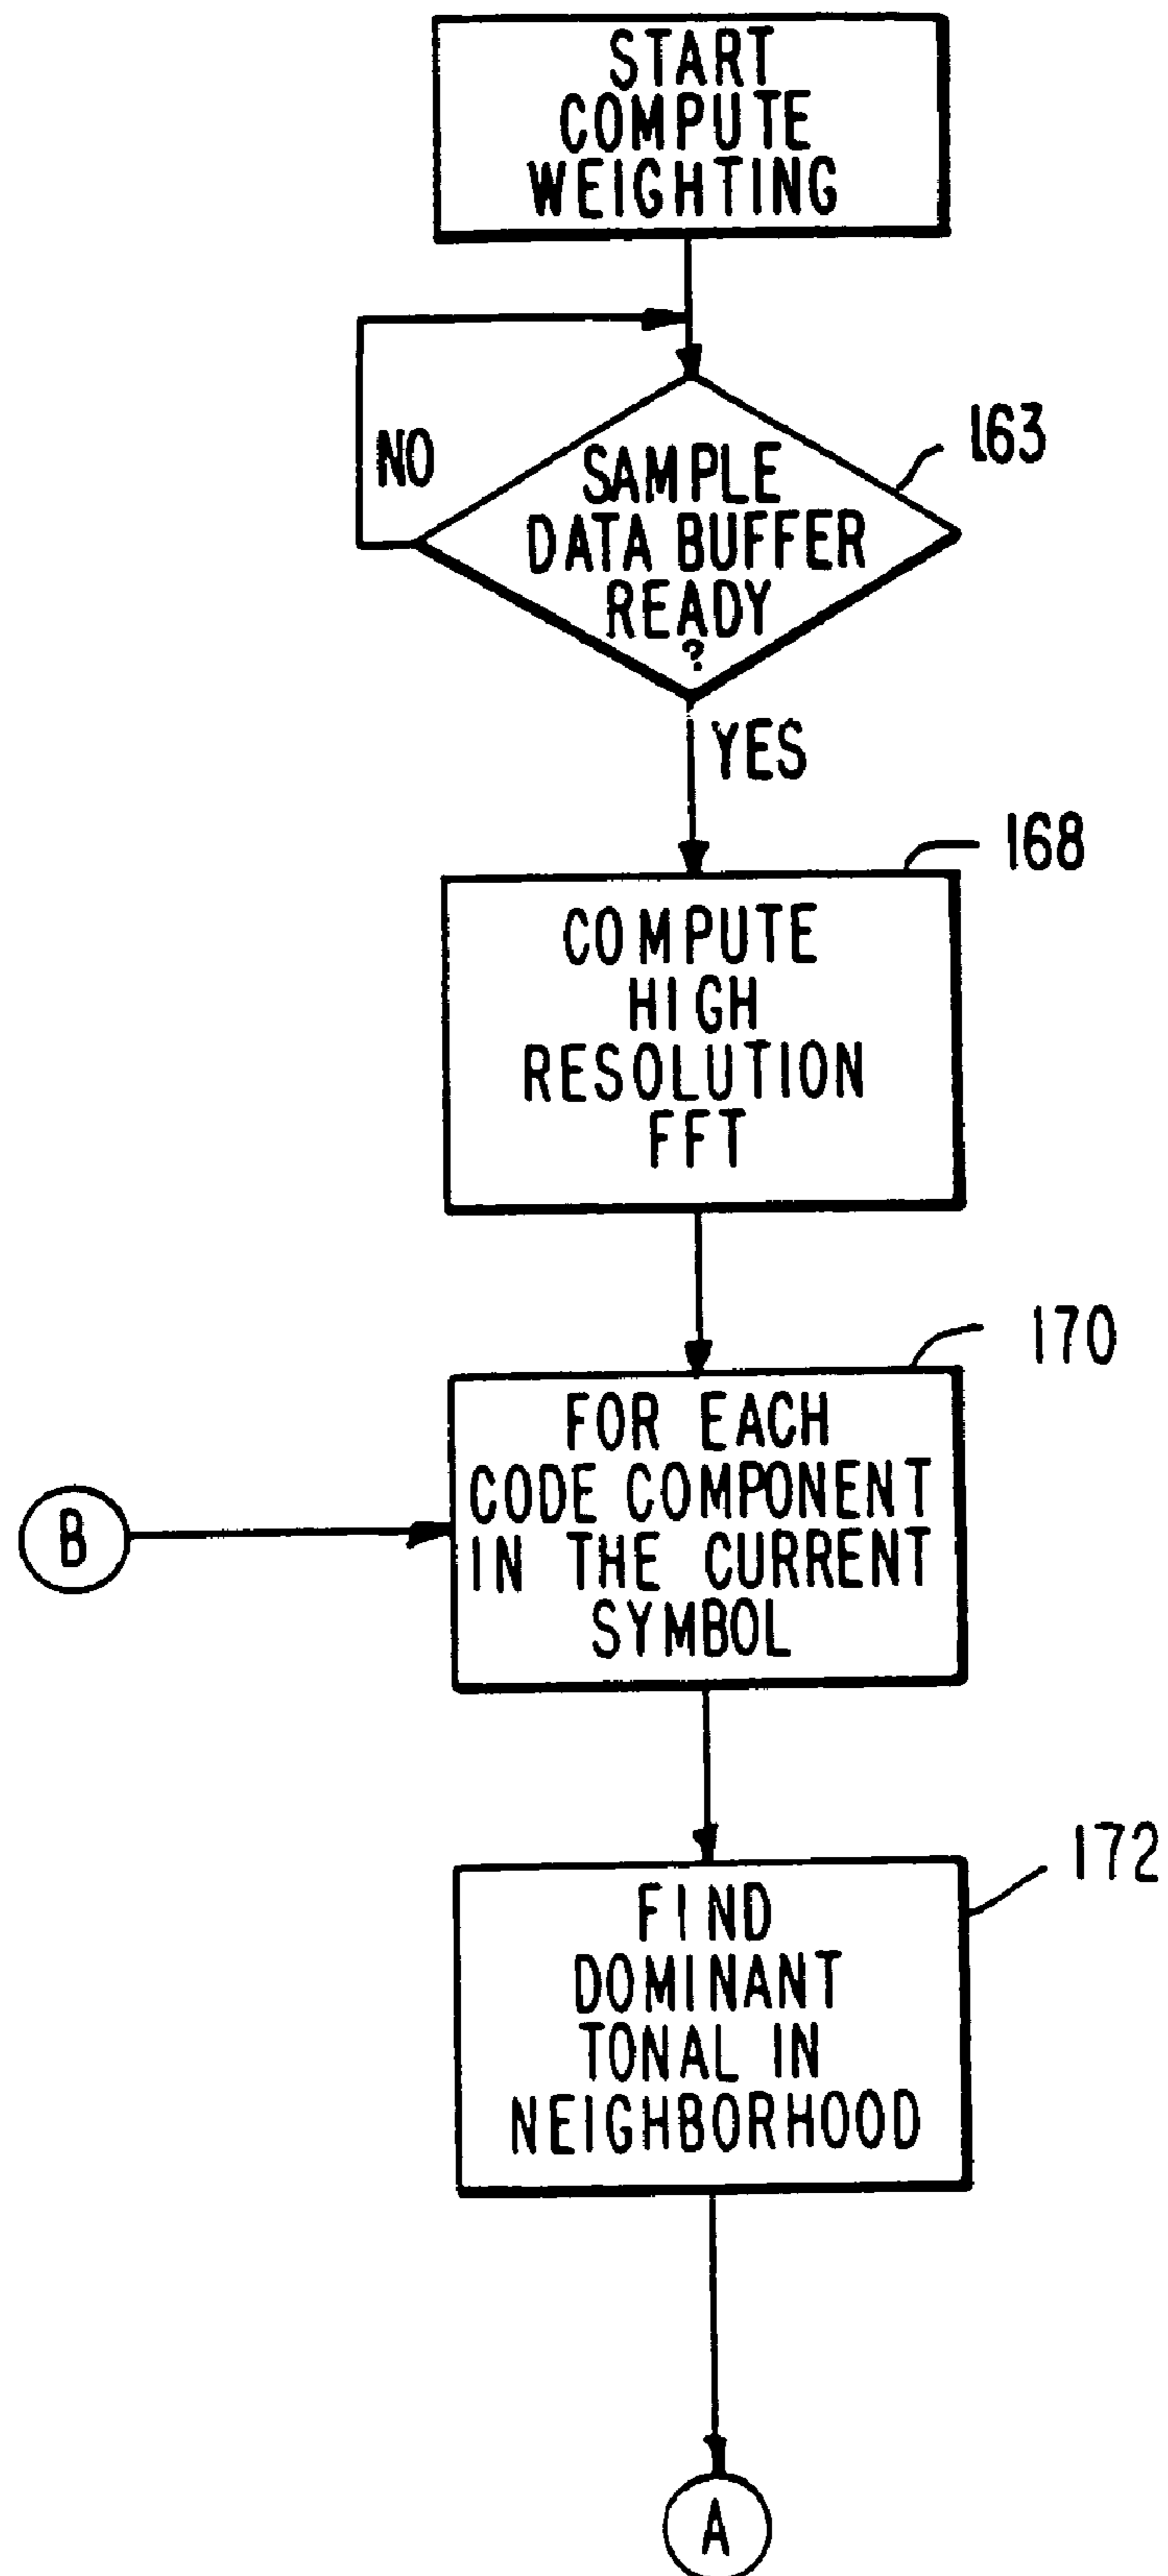 START
COMPUTE
WEIGHTING
NO
SAMPLE
DATA BUFFER
READY
?
163
YES
168
COMPUTE
HIGH
RESOLUTION
FFT
170
FOR EACH
CODE COMPONENT
IN THE CURRENT
SYMBOL
B
172
FIND
DOMINANT
TONAL IN
NEIGHBORHOOD
A